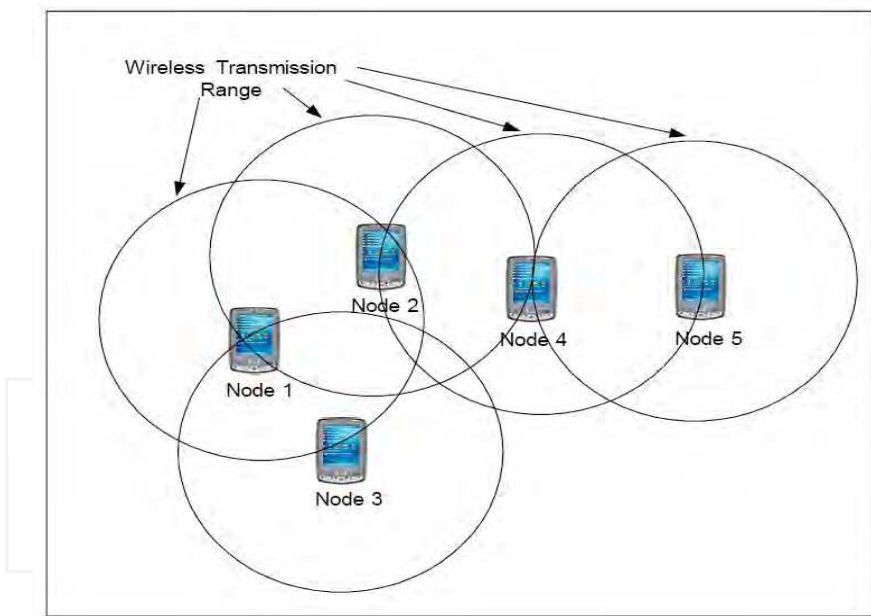 Wireless Transmission
Range
Node 2
Node 4
Node 5
Node 1
Node 3